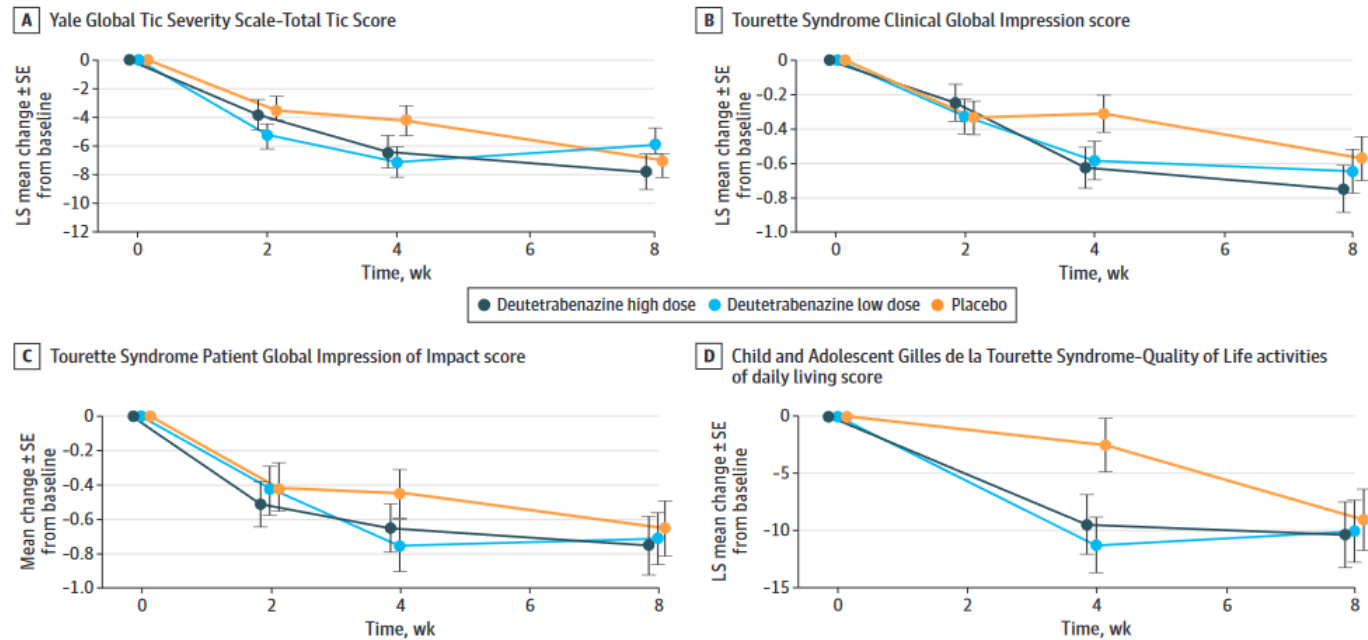 A Yale Global Tic Severity Scale–Total Tic Score
LS mean change ± SE
from baseline
0
-2
-4
-6
-8
-10
-12
0 2 4 6 8
Time, wk
B Tourette Syndrome Clinical Global Impression score
LS mean change ± SE
from baseline
0
-0.2
-0.4
-0.6
-0.8
-1.0
0 2 4 6 8
Time, wk
Deutetrabenazine high dose Deutetrabenazine low dose Placebo
C Tourette Syndrome Patient Global Impression of Impact score
Mean change ± SE
from baseline
0
-0.2
-0.4
-0.6
-0.8
-1.0
0 2 4 6 8
Time, wk
D Child and Adolescent Gilles de la Tourette Syndrome–Quality of Life activities
of daily living score
LS mean change ± SE
from baseline
0
-5
-10
-15
0 2 4 6 8
Time, wk